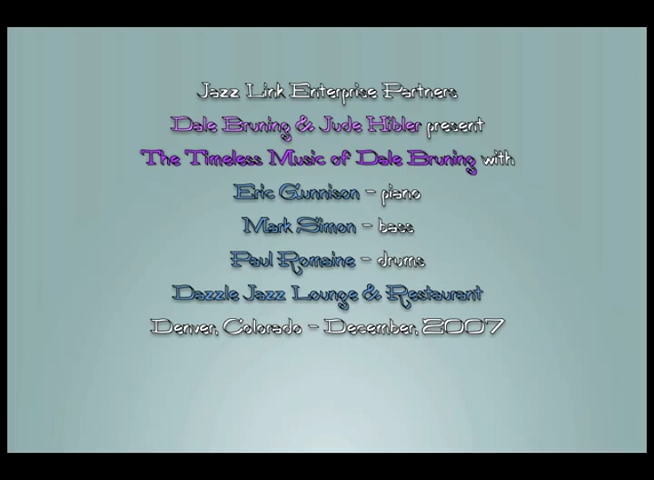 Jazz Link Enterprise Partners
Dale Bruning & Jude Hibler present
The Timeless Music of Dale Bruning with
Eric Gunnison - piano
Mark Simon - bass
Paul Romaine - drums
Dazzle Jazz Lounge & Restaurant
Denver, Colorado - December, 2007